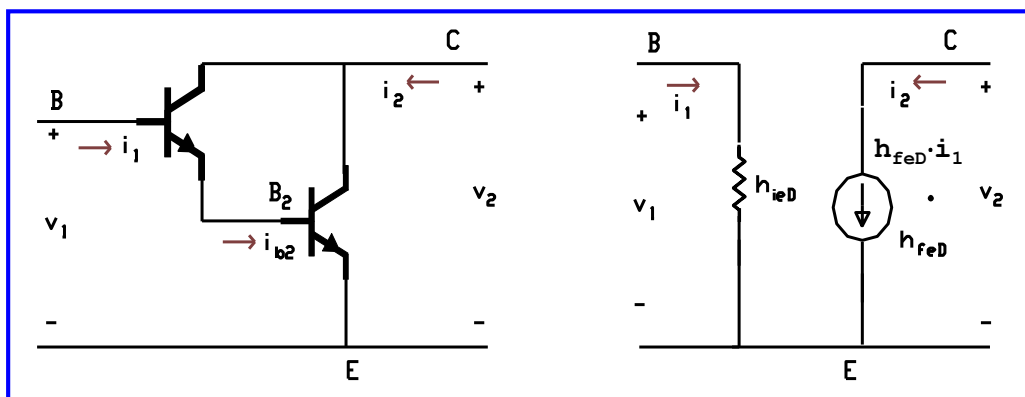 C
B
+
i1
i2
+
B2
v1
ib2
v2
-
-
E
B
C
i1
i2
+
+
hfeD·i1
hieD
v1
v2
.
hfeD
-
-
E